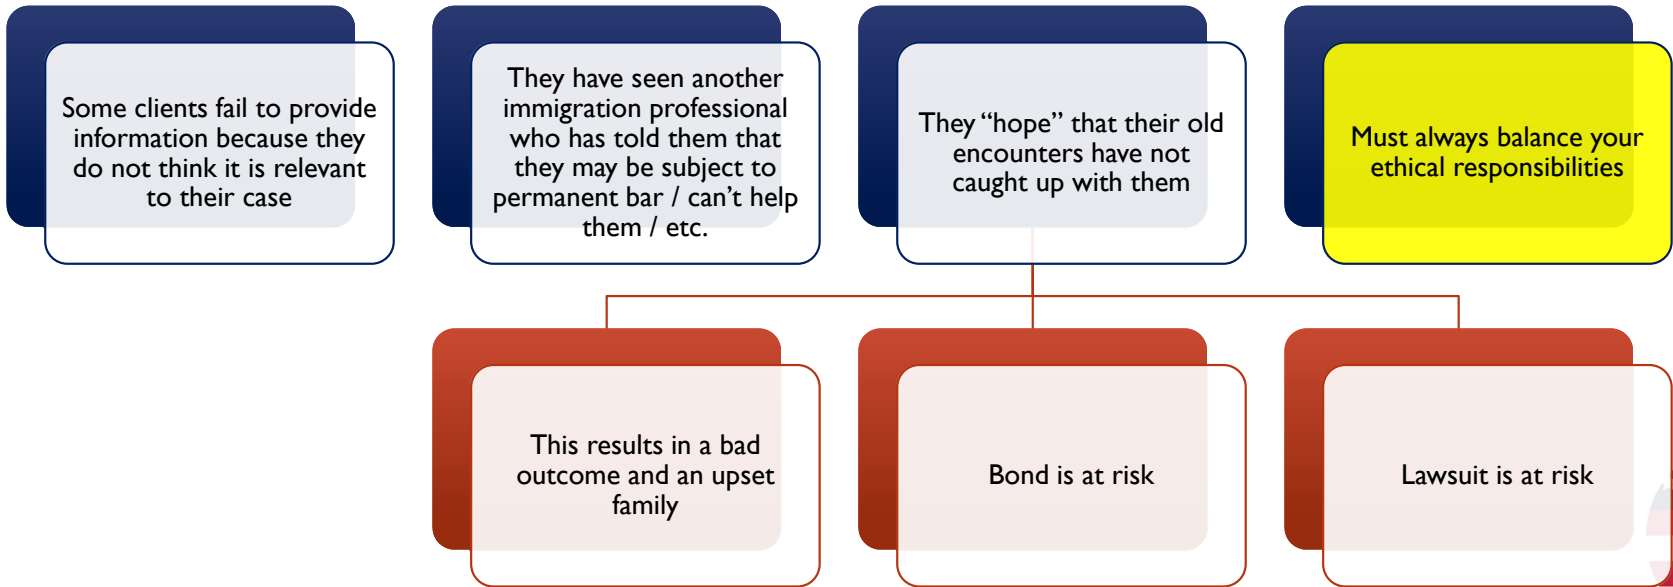 Some clients fail to provide
information because they
do not think it is relevant
to their case
They have seen another
immigration professional
who has told them that
they may be subject to
permanent bar / can’t help
them / etc.
They “hope” that their old
encounters have not
caught up with them
Must always balance your
ethical responsibilities
This results in a bad
outcome and an upset
family
Bond is at risk
Lawsuit is at risk